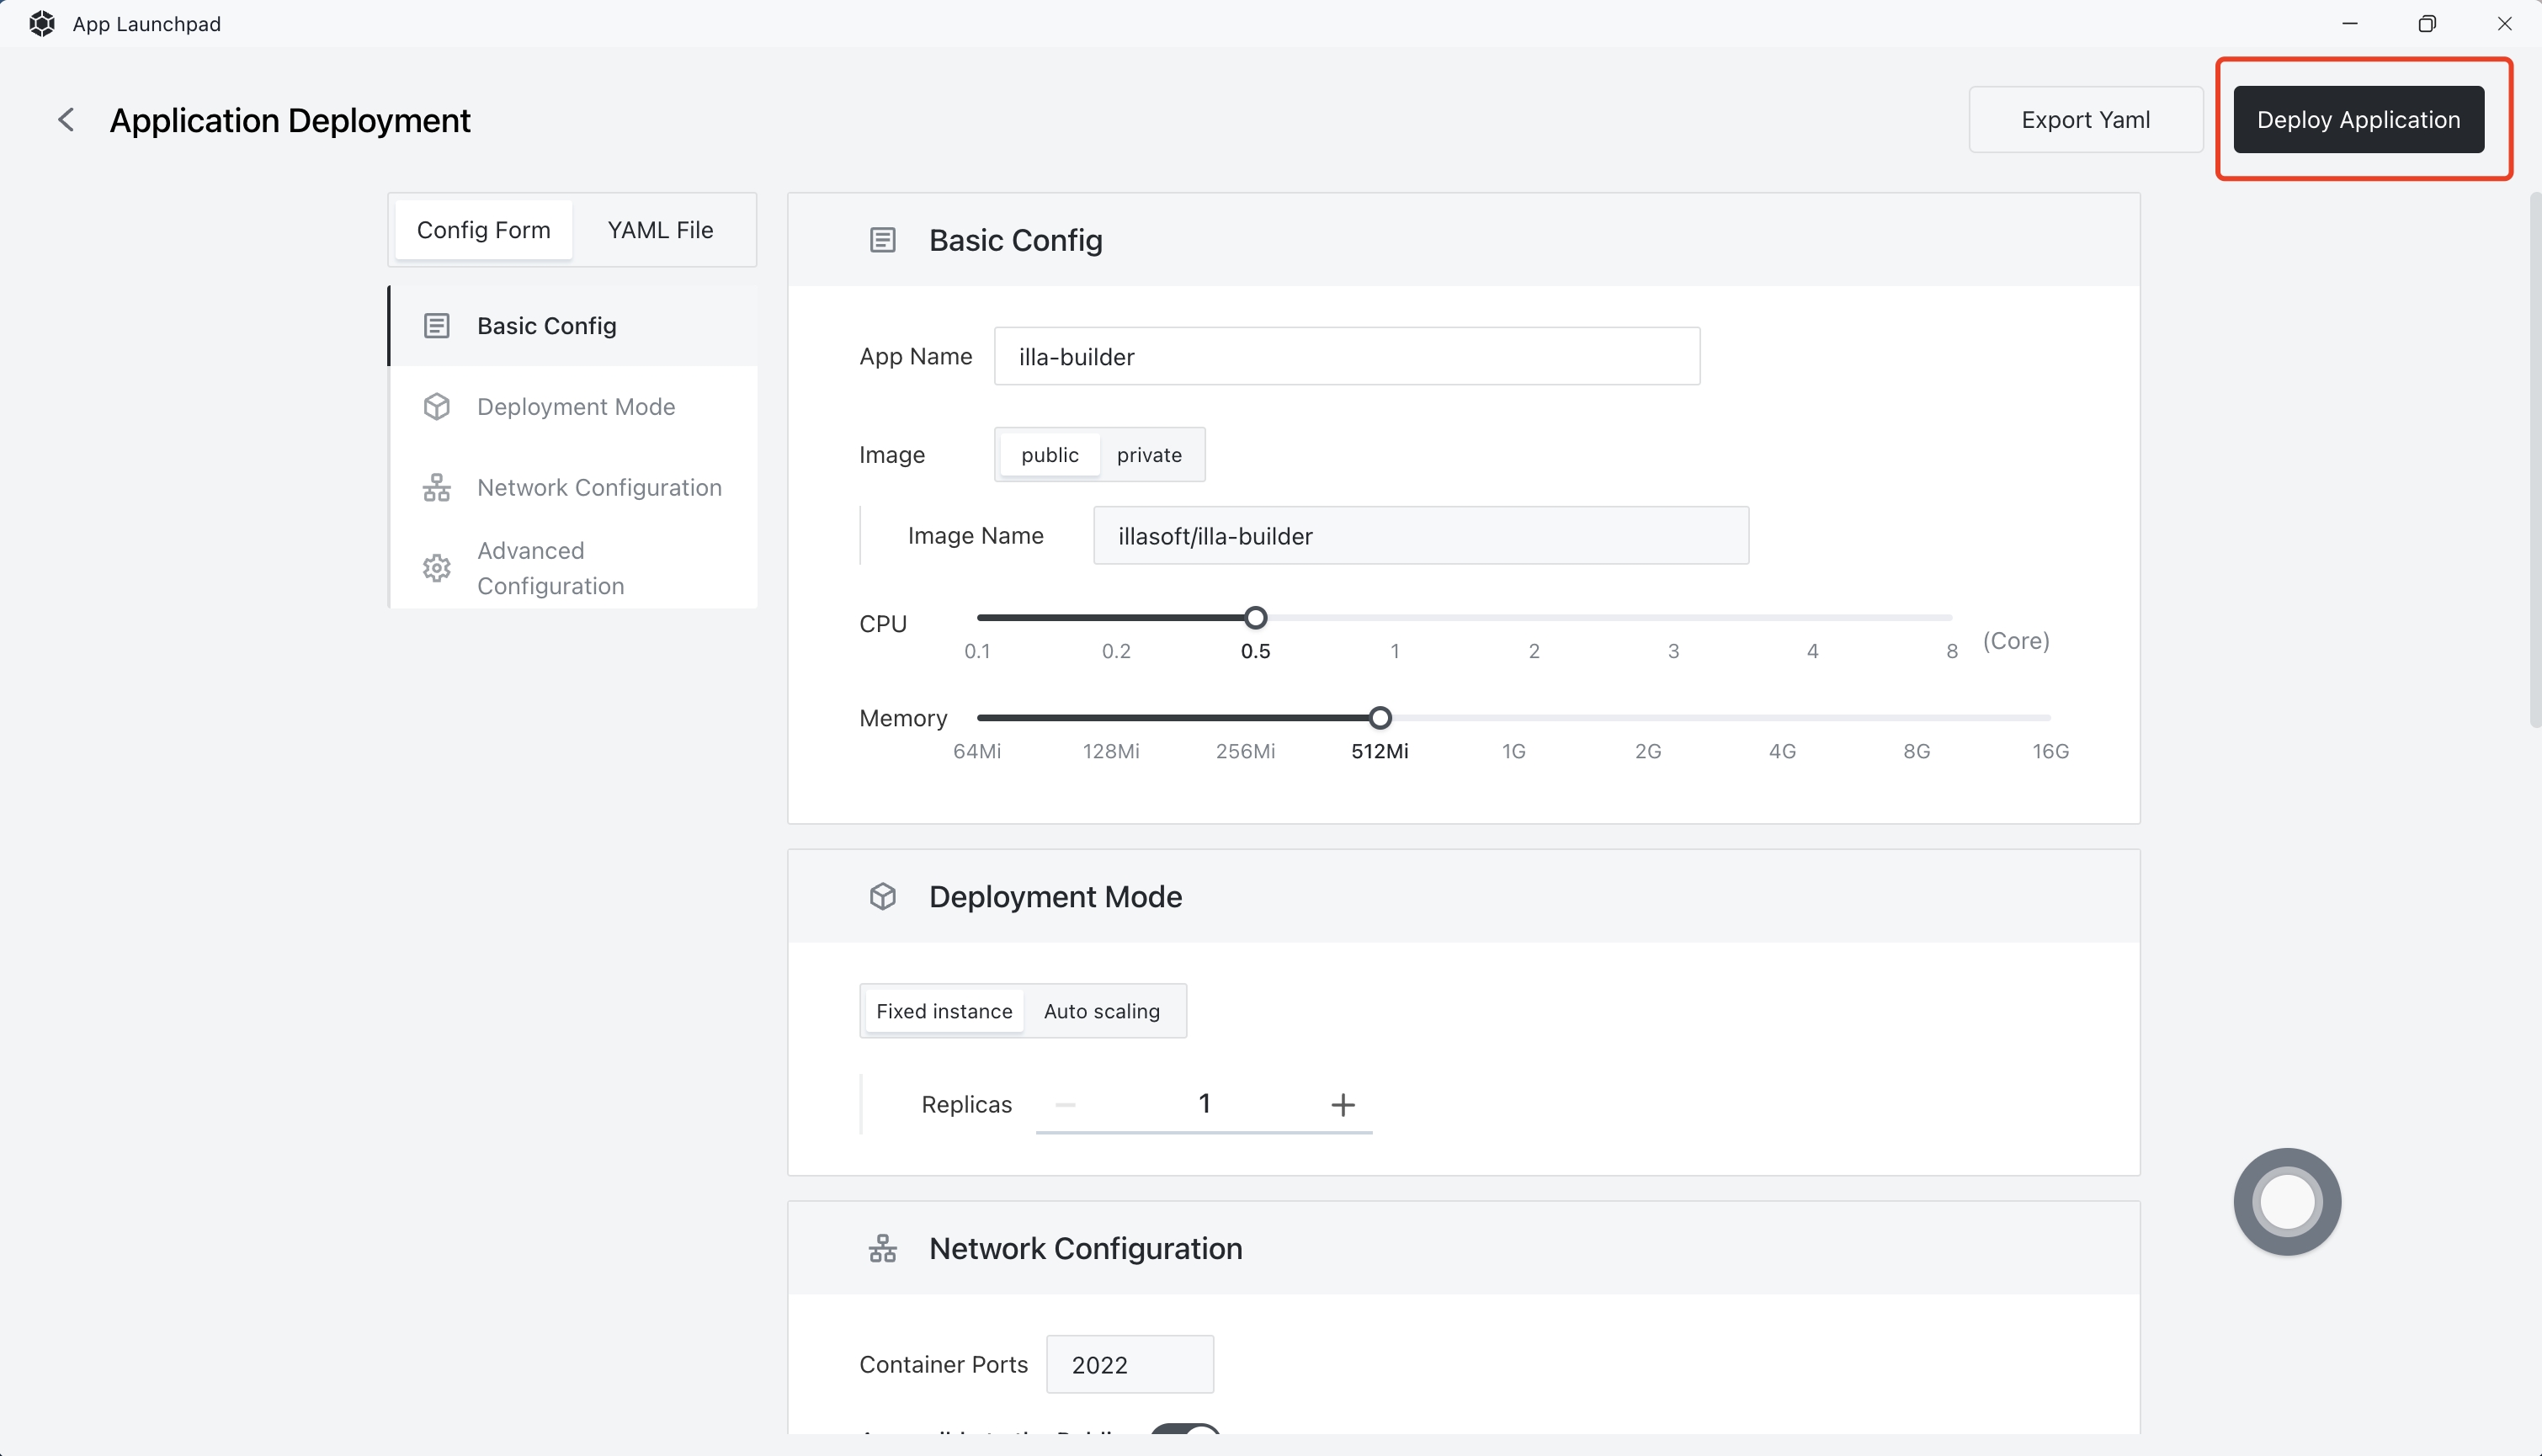 App Launchpad
Application Deployment
Export Yaml
Deploy Application
Config Form
YAML File
Basic Config
Deployment Mode
Network Configuration
Advanced
Configuration
Basic Config
App Name
illa-builder
Image
public
private
Image Name
illasoft/illa-builder
CPU
0.1 0.2 0.5 1 2 3 4 8
(Core)
Memory
64Mi 128Mi 256Mi 512Mi 1G 2G 4G 8G 16G
Deployment Mode
Fixed instance
Auto scaling
Replicas
1
Network Configuration
Container Ports
2022